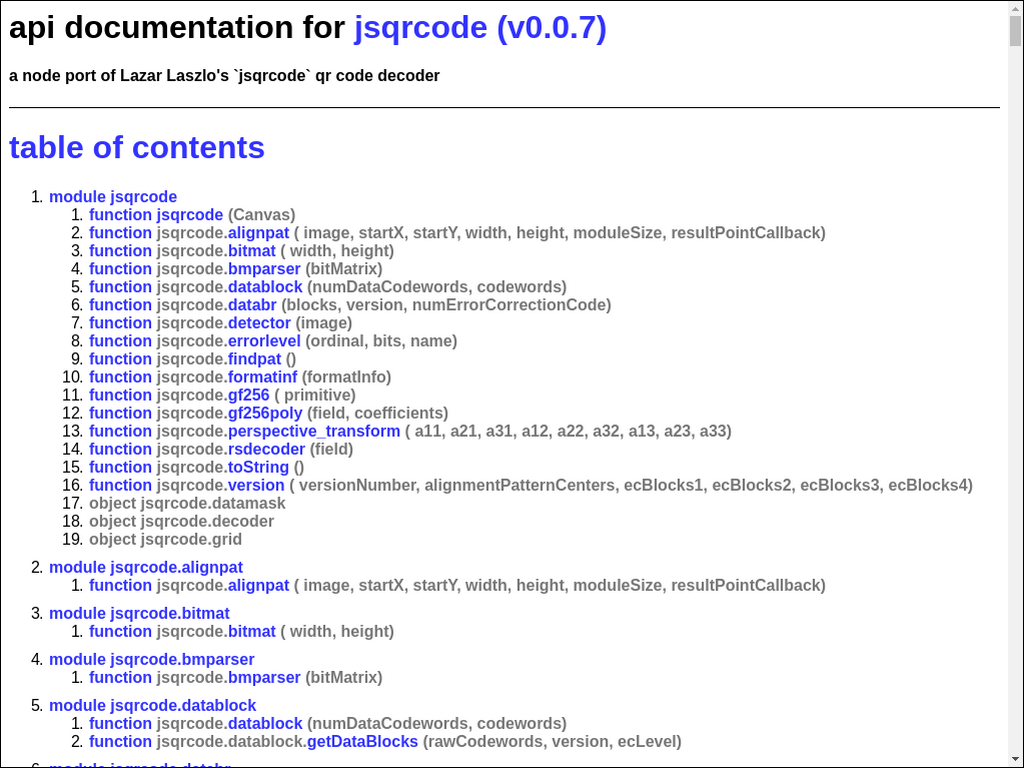 api documentation for jsqrcode (v0.0.7)
a node port of Lazar Laszlo's `jsqrcode` qr code decoder
table of contents
1. module jsqrcode
1. function jsqrcode (Canvas)
2. function jsqrcode.alignpat ( image, startX, startY, width, height, moduleSize, resultPointCallback)
3. function jsqrcode.bitmat ( width, height)
4. function jsqrcode.bmparser (bitMatrix)
5. function jsqrcode.datablock (numDataCodewords, codewords)
6. function jsqrcode.databr (blocks, version, numErrorCorrectionCode)
7. function jsqrcode.detector (image)
8. function jsqrcode.errorlevel (ordinal, bits, name)
9. function jsqrcode.findpat ()
10. function jsqrcode.formatinf (formatInfo)
11. function jsqrcode.gf256 ( primitive)
12. function jsqrcode.gf256poly (field, coefficients)
13. function jsqrcode.perspective_transform ( a11, a21, a31, a12, a22, a32, a13, a23, a33)
14. function jsqrcode.rsdecoder (field)
15. function jsqrcode.toString ()
16. function jsqrcode.version ( versionNumber, alignmentPatternCenters, ecBlocks1, ecBlocks2, ecBlocks3, ecBlocks4)
17. object jsqrcode.datamask
18. object jsqrcode.decoder
19. object jsqrcode.grid
2. module jsqrcode.alignpat
1. function jsqrcode.alignpat ( image, startX, startY, width, height, moduleSize, resultPointCallback)
3. module jsqrcode.bitmat
1. function jsqrcode.bitmat ( width, height)
4. module jsqrcode.bmparser
1. function jsqrcode.bmparser (bitMatrix)
5. module jsqrcode.datablock
1. function jsqrcode.datablock (numDataCodewords, codewords)
2. function jsqrcode.datablock.getDataBlocks (rawCodewords, version, ecLevel)